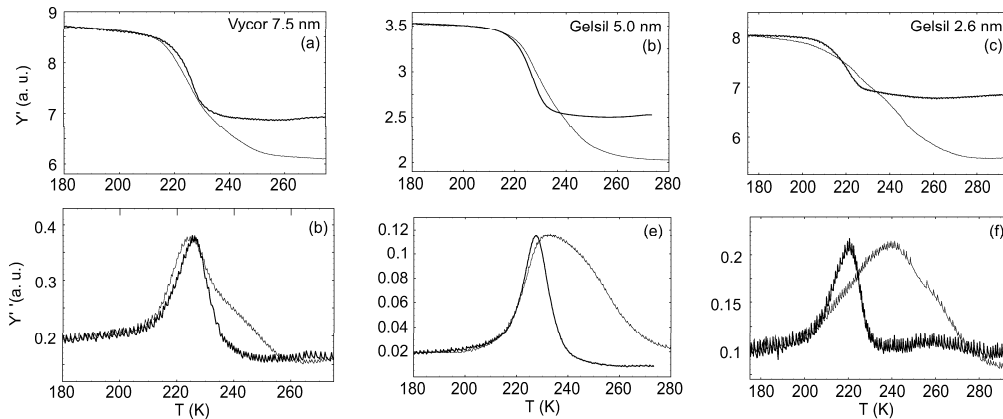 Vycor 7.5 nm
(a)
Y' (a. u.)
9
8
7
6
180 200 220 240 260
Gelsil 5.0 nm
(b)
3.5
3
2.5
2
180 200 220 240 260 280
Gelsil 2.6 nm
(c)
8
7
6
180 200 220 240 260 280
(b)
Y' '(a. u.)
0.4
0.3
0.2
180 200 220 240 260
T (K)
(e)
0.12
0.10
0.08
0.06
0.04
0.02
180 200 220 240 260 280
T (K)
(f)
0.2
0.15
0.1
180 200 220 240 260 280
T (K)